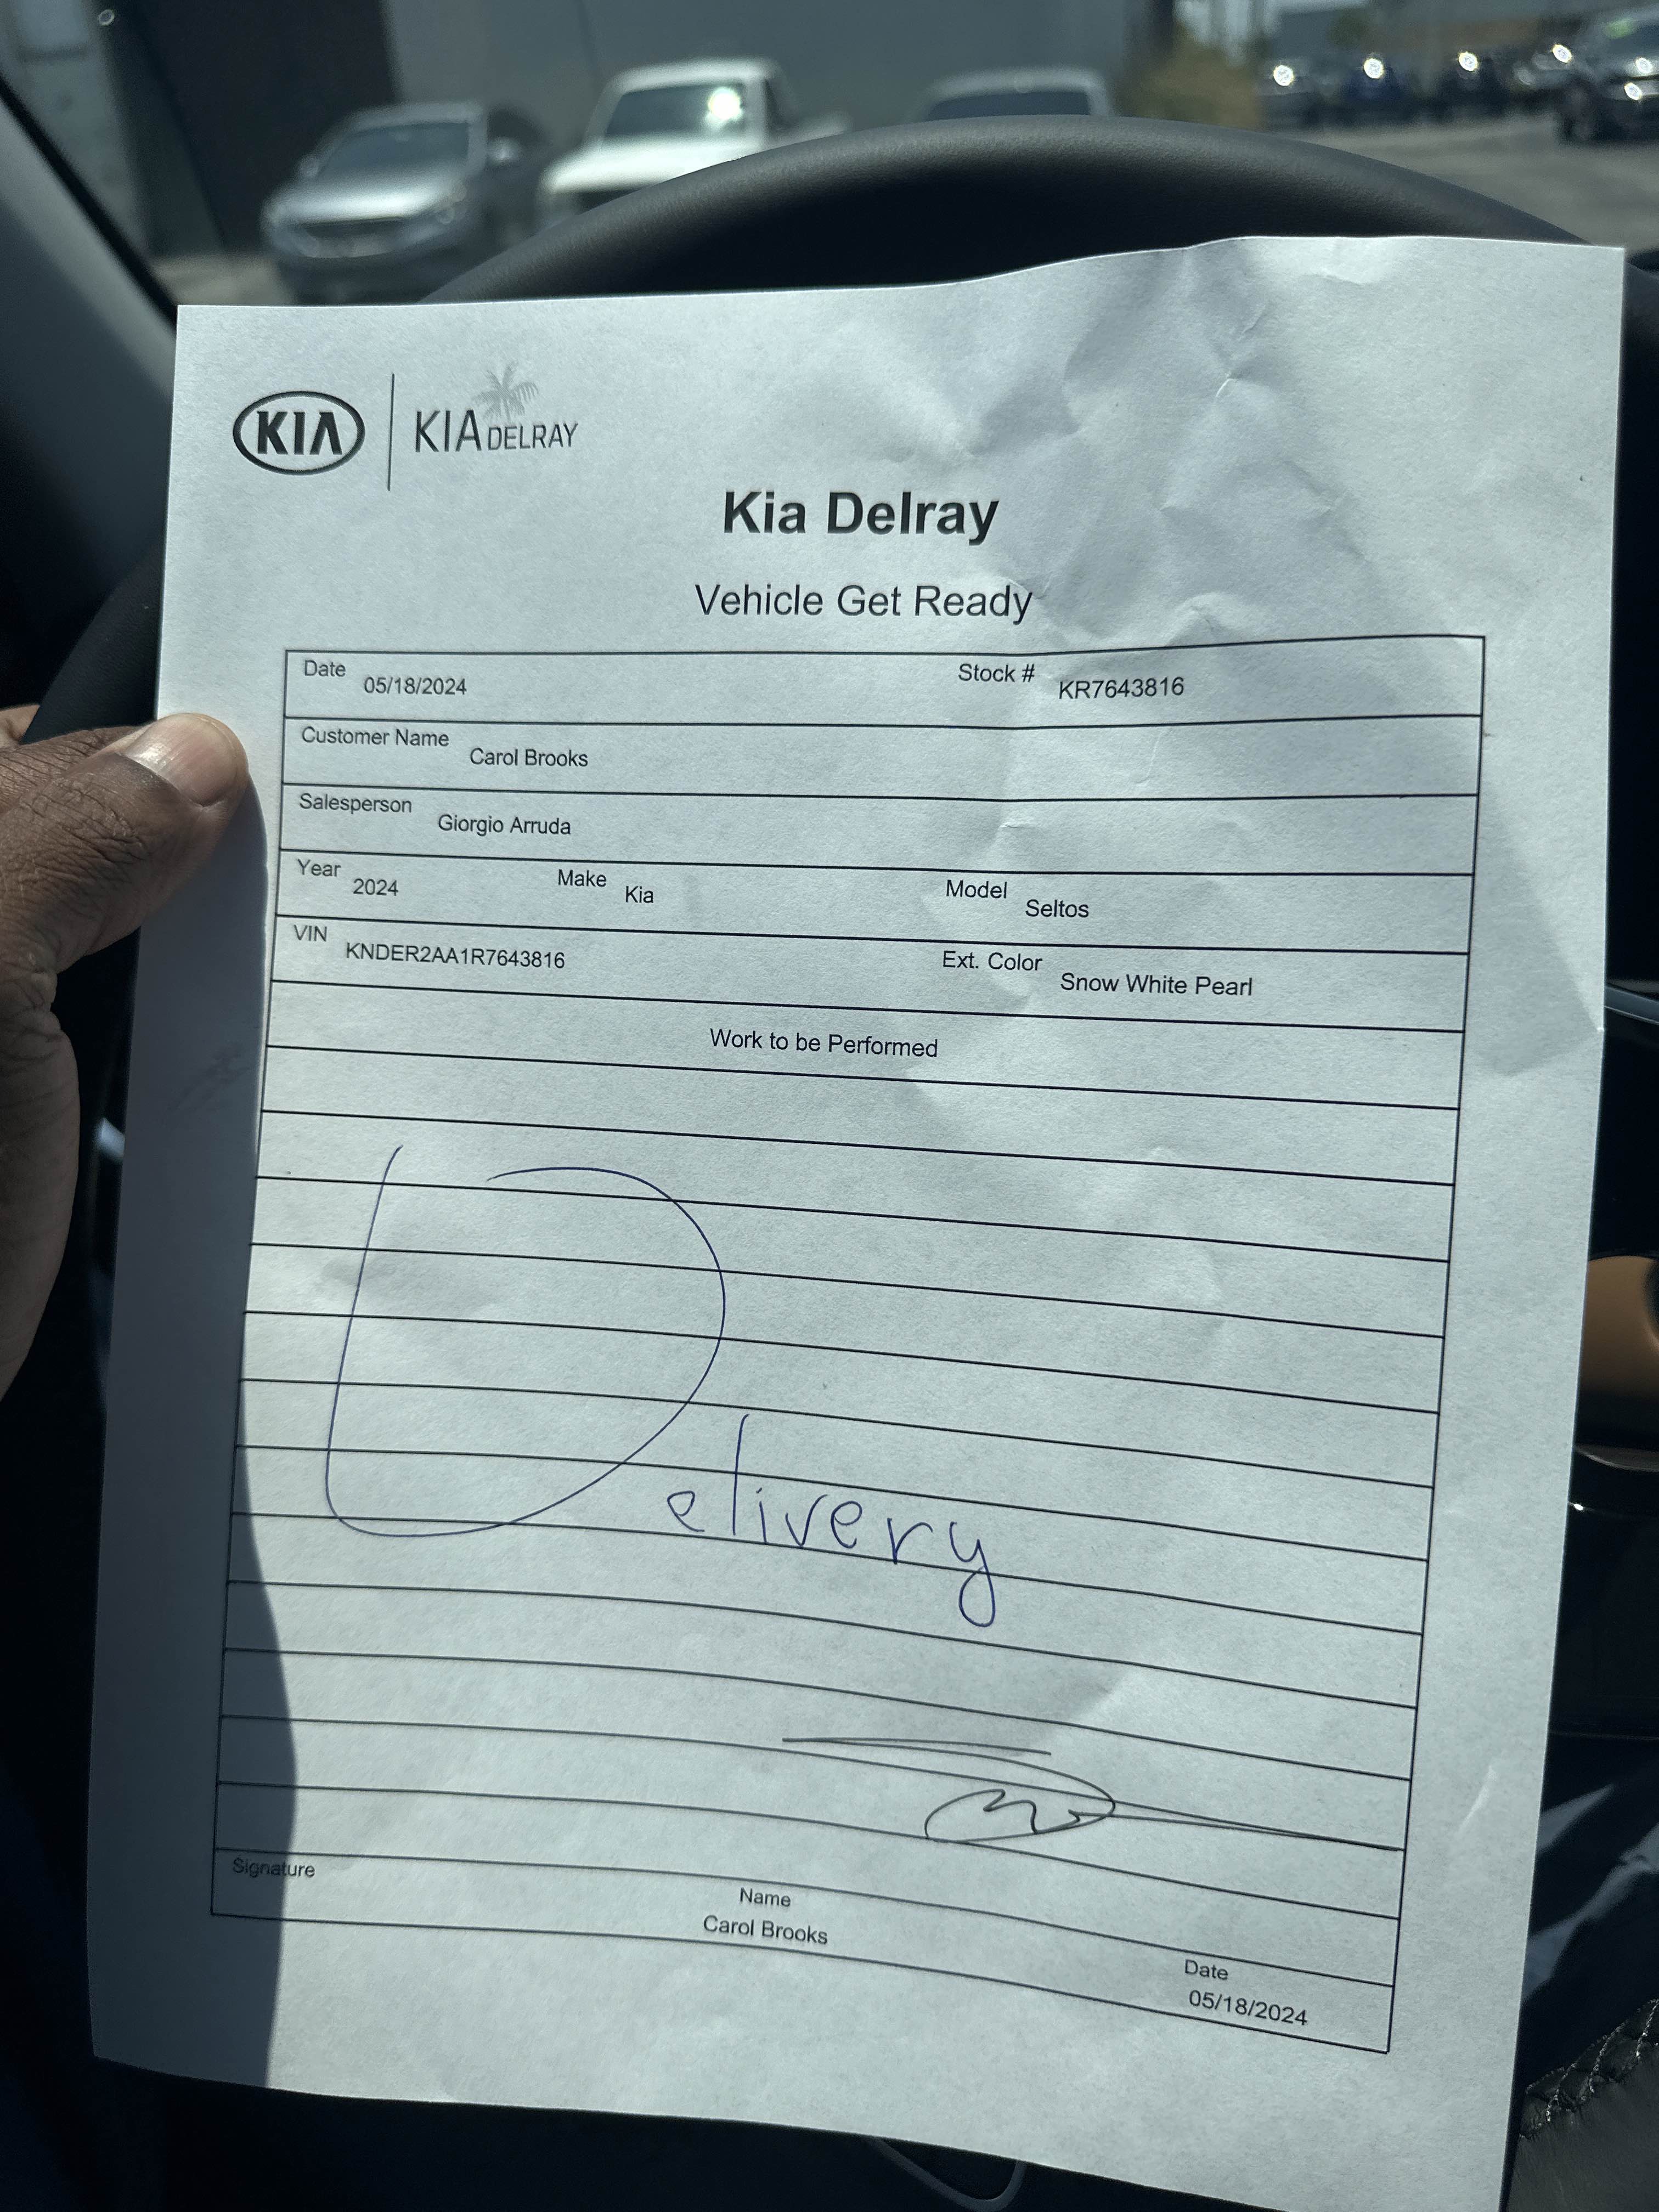 KIA KIA DELRAY
Kia Delray
Vehicle Get Ready
Date 05/18/2024 Stock # KR7643816
Customer Name Carol Brooks
Salesperson Giorgio Arruda
Year 2024 Make Kia Model Seltos
VIN KNDER2AA1R7643816 Ext. Color Snow White Pearl
Work to be Performed
Delivery
Signature Name Date
Carol Brooks 05/18/2024